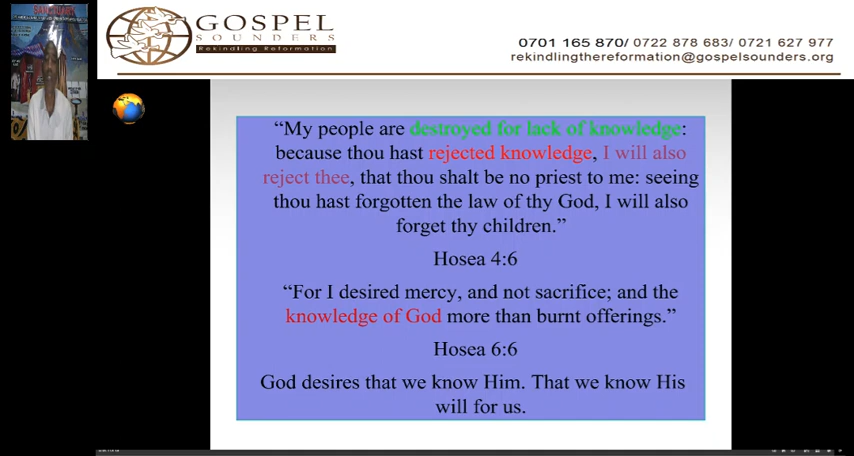 SANCTUARY
GOSPEL
SOUNDERS
Rekindling Reformation
0701 165 870/ 0722 878 683/ 0721 627 977
rekindlingthereformation@gospelsounders.org
“My people are destroyed for lack of knowledge:
because thou hast rejected knowledge, I will also
reject thee, that thou shalt be no priest to me: seeing
thou hast forgotten the law of thy God, I will also
forget thy children.”
Hosea 4:6
“For I desired mercy, and not sacrifice; and the
knowledge of God more than burnt offerings.”
Hosea 6:6
God desires that we know Him. That we know His
will for us.